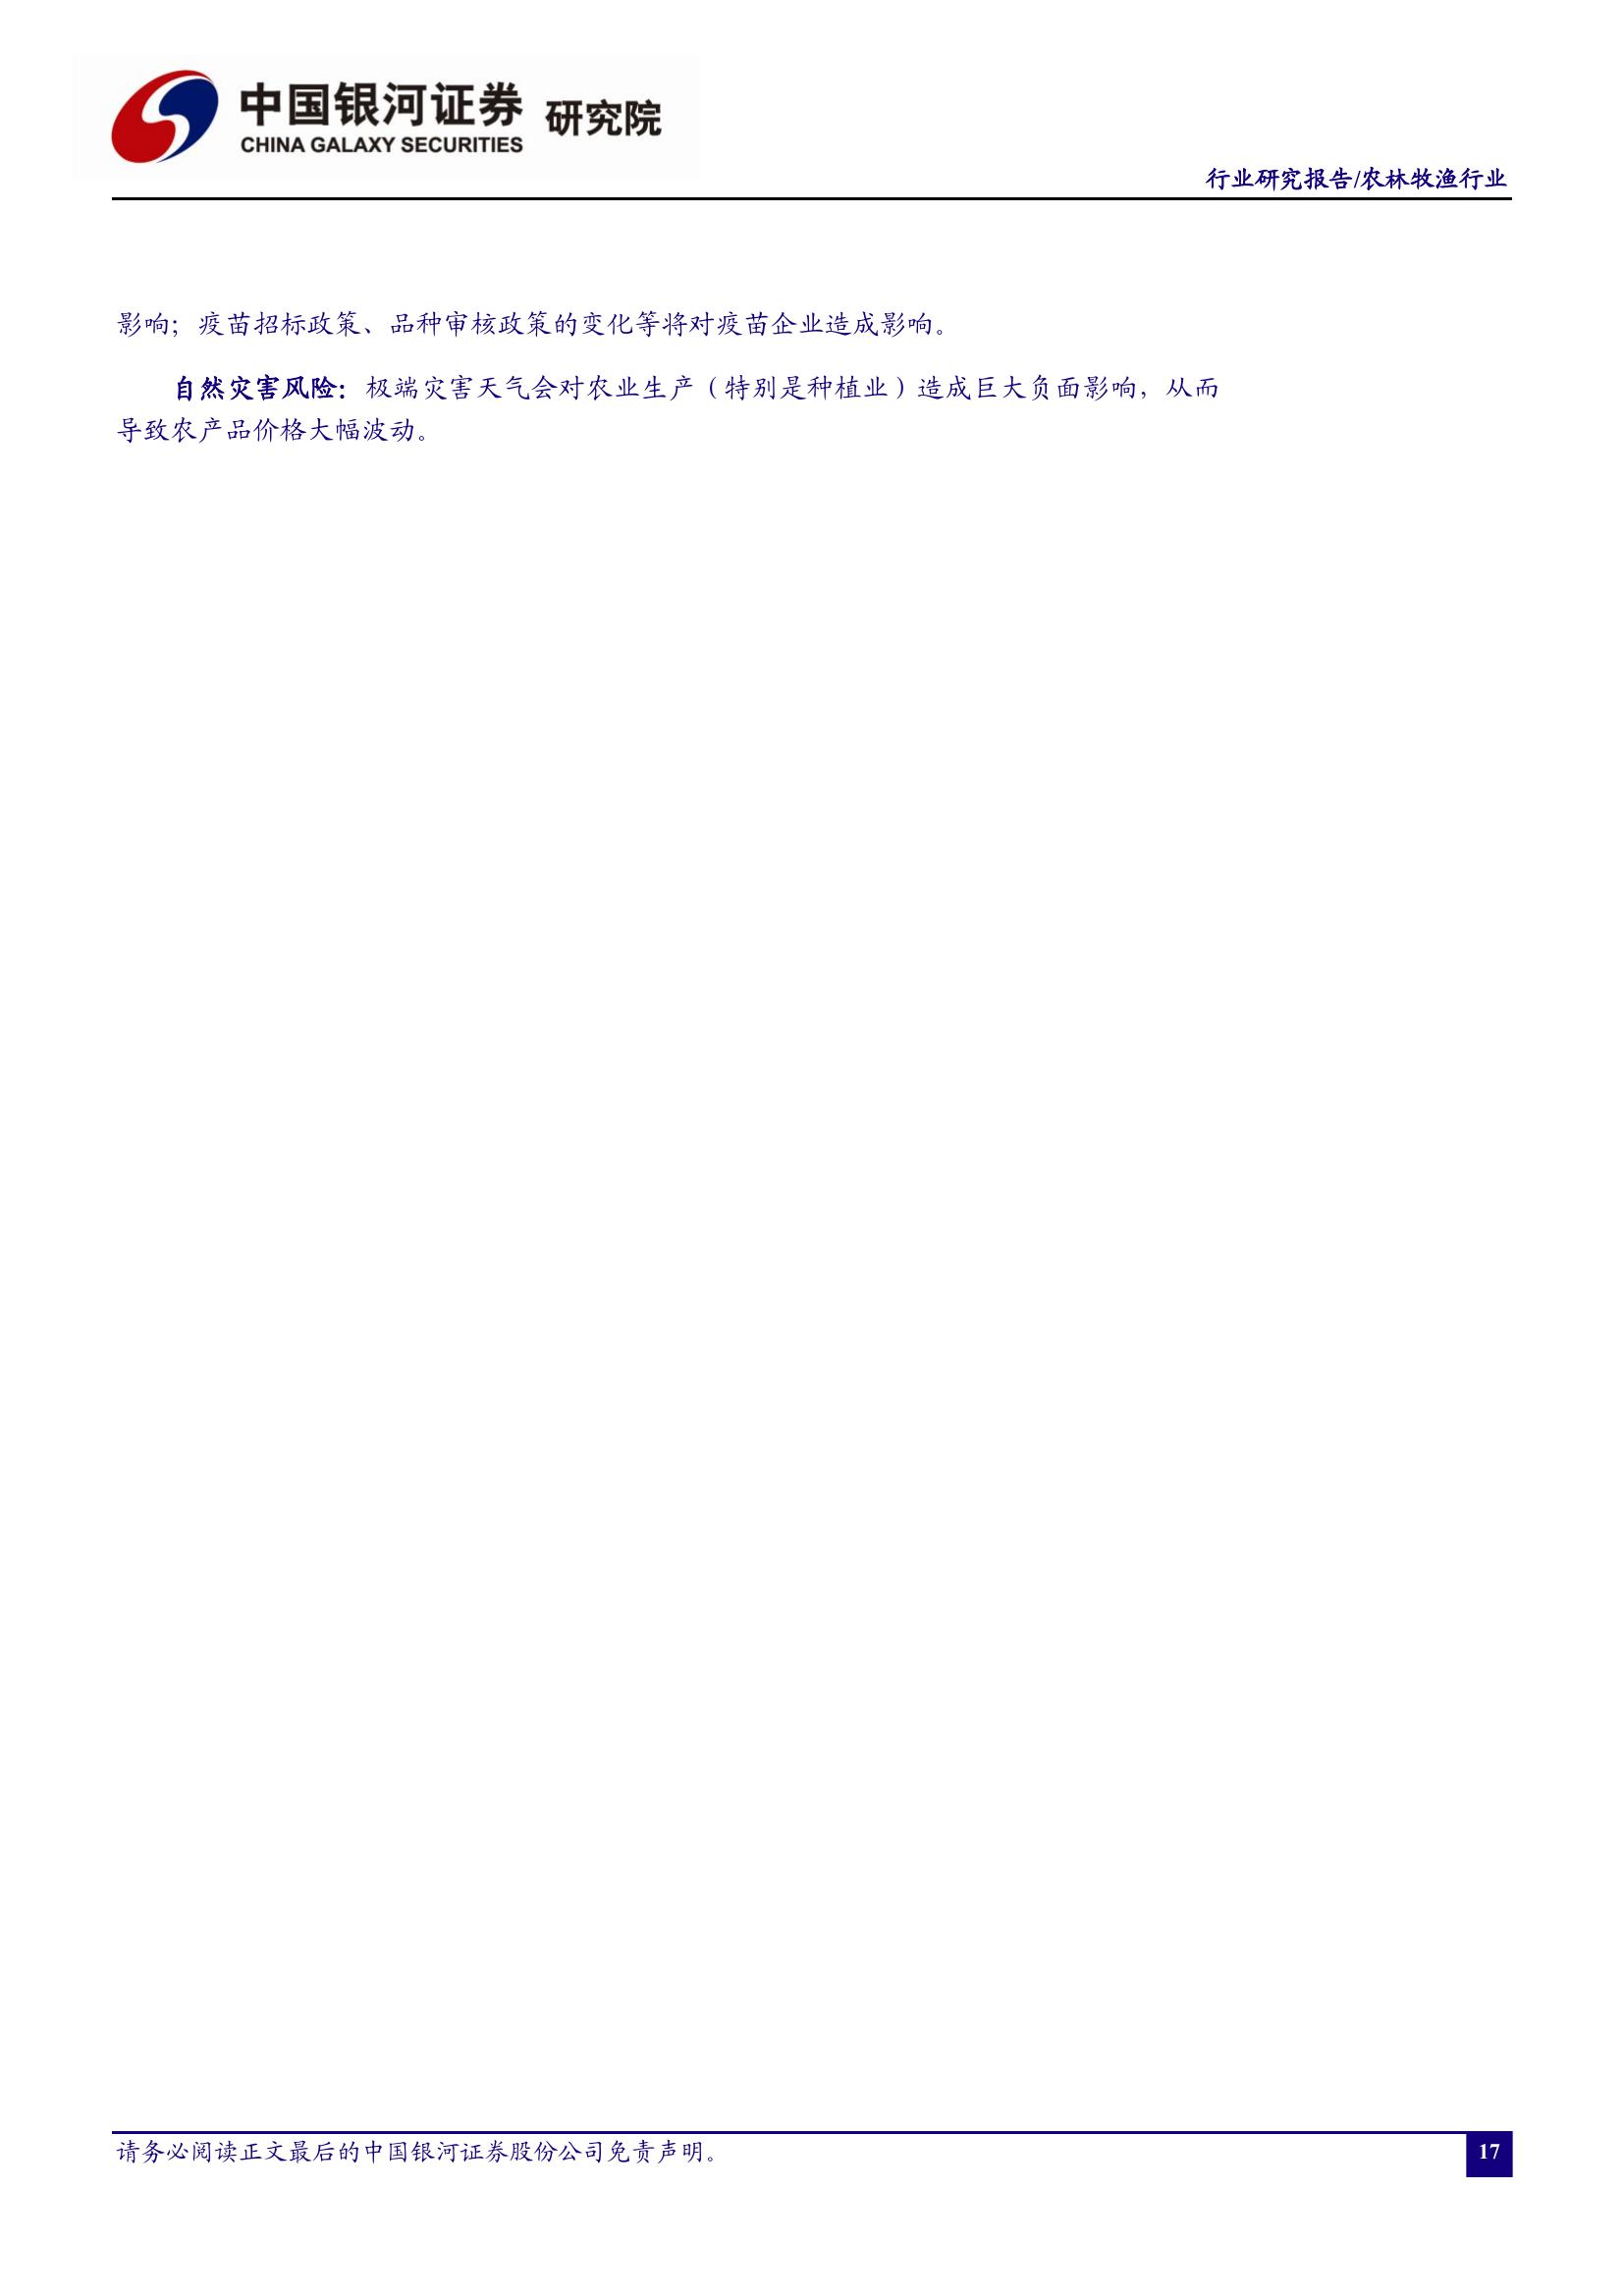 中国银河证券 研究院
CHINA GALAXY SECURITIES
行业研究报告/农林牧渔行业
影响；疫苗招标政策、品种审核政策的变化等将对疫苗企业造成影响。
自然灾害风险：极端灾害天气会对农业生产（特别是种植业）造成巨大负面影响，从而
导致农产品价格大幅波动。
请务必阅读正文最后的中国银河证券股份公司免责声明。
17